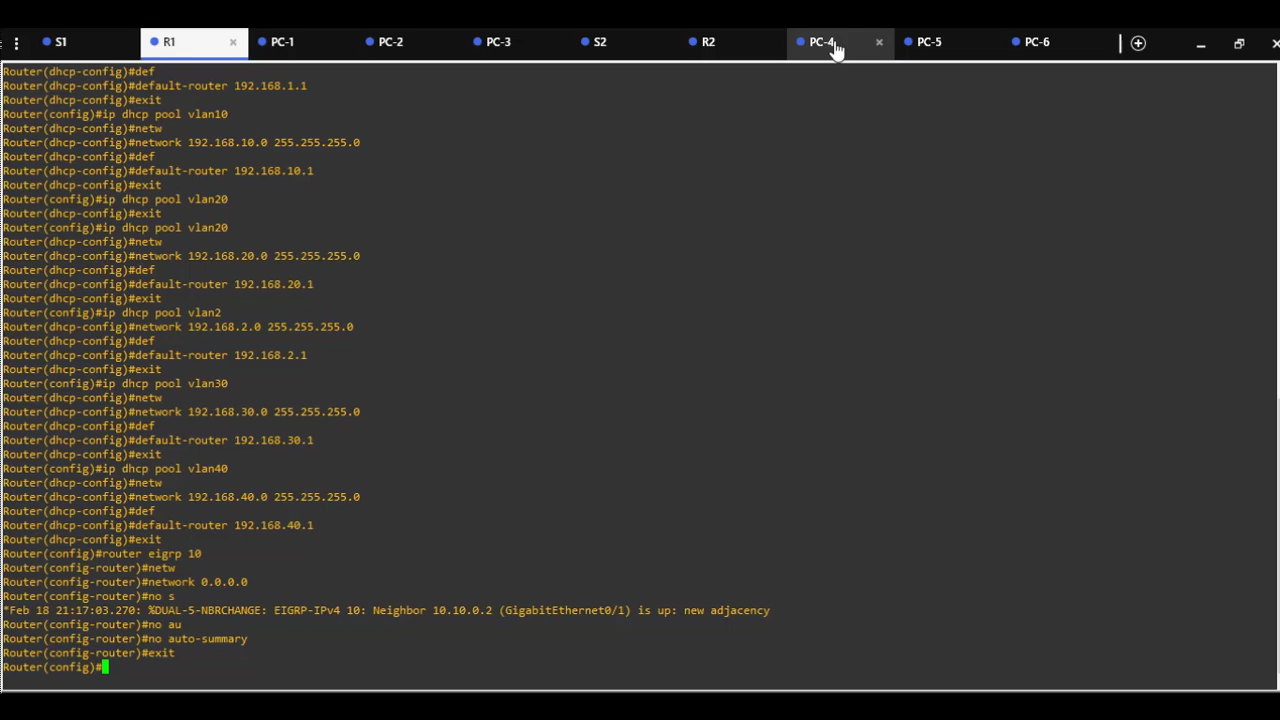 S1 R1 × PC-1 PC-2 PC-3 S2 R2 PC-4 × PC-5 PC-6
Router(dhcp-config)#def
Router(dhcp-config)#default-router 192.168.1.1
Router(dhcp-config)#exit
Router(config)#ip dhcp pool vlan10
Router(dhcp-config)#netw
Router(dhcp-config)#network 192.168.10.0 255.255.255.0
Router(dhcp-config)#def
Router(dhcp-config)#default-router 192.168.10.1
Router(dhcp-config)#exit
Router(config)#ip dhcp pool vlan20
Router(dhcp-config)#exit
Router(config)#ip dhcp pool vlan20
Router(dhcp-config)#netw
Router(dhcp-config)#network 192.168.20.0 255.255.255.0
Router(dhcp-config)#def
Router(dhcp-config)#default-router 192.168.20.1
Router(dhcp-config)#exit
Router(config)#ip dhcp pool vlan2
Router(dhcp-config)#network 192.168.2.0 255.255.255.0
Router(dhcp-config)#def
Router(dhcp-config)#default-router 192.168.2.1
Router(dhcp-config)#exit
Router(config)#ip dhcp pool vlan30
Router(dhcp-config)#netw
Router(dhcp-config)#network 192.168.30.0 255.255.255.0
Router(dhcp-config)#def
Router(dhcp-config)#default-router 192.168.30.1
Router(dhcp-config)#exit
Router(config)#ip dhcp pool vlan40
Router(dhcp-config)#netw
Router(dhcp-config)#network 192.168.40.0 255.255.255.0
Router(dhcp-config)#def
Router(dhcp-config)#default-router 192.168.40.1
Router(dhcp-config)#exit
Router(config)#router eigrp 10
Router(config-router)#netw
Router(config-router)#network 0.0.0.0
Router(config-router)#no s
*Feb 18 21:17:03.270: %DUAL-5-NBRCHANGE: EIGRP-IPv4 10: Neighbor 10.10.0.2 (GigabitEthernet0/1) is up: new adjacency
Router(config-router)#no au
Router(config-router)#no auto-summary
Router(config-router)#exit
Router(config)#